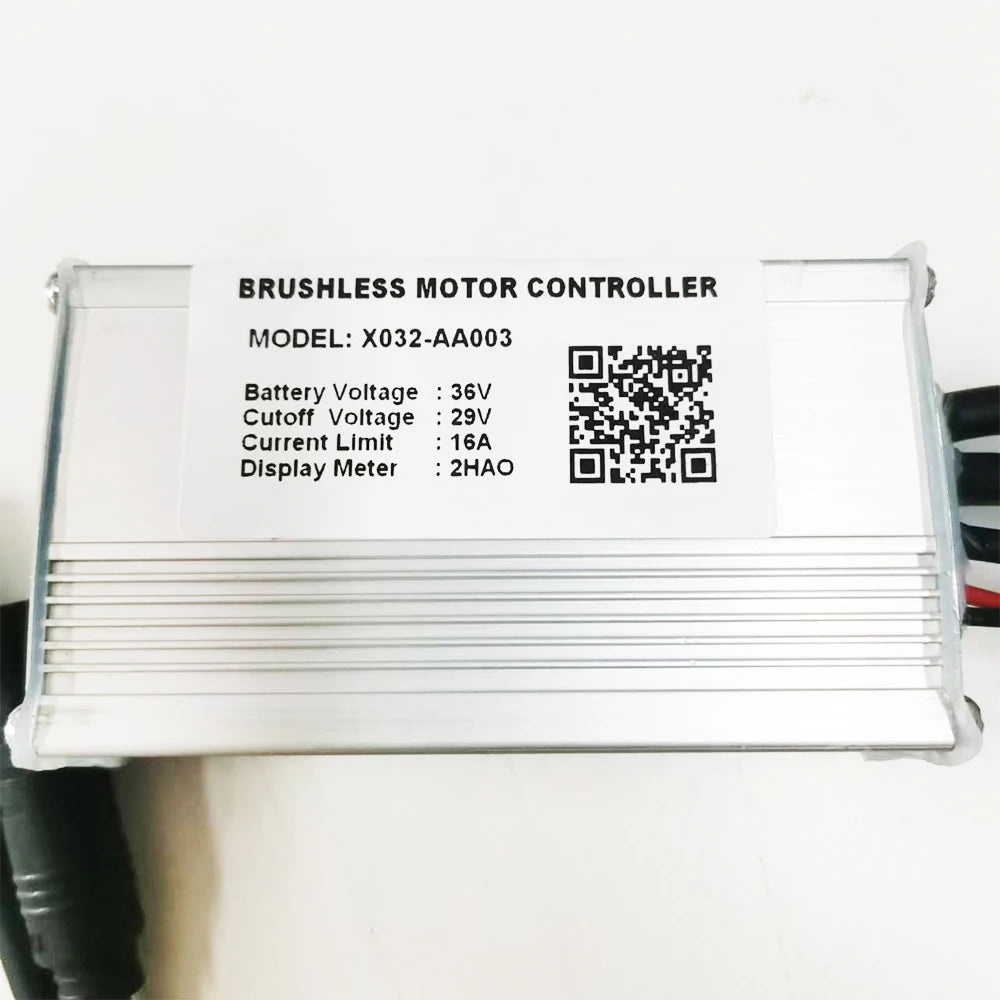 BRUSHLESS MOTOR CONTROLLER
MODEL: X032-AA003
Battery Voltage : 36V
Cutoff Voltage : 29V
Current Limit : 16A
Display Meter : 2HAO